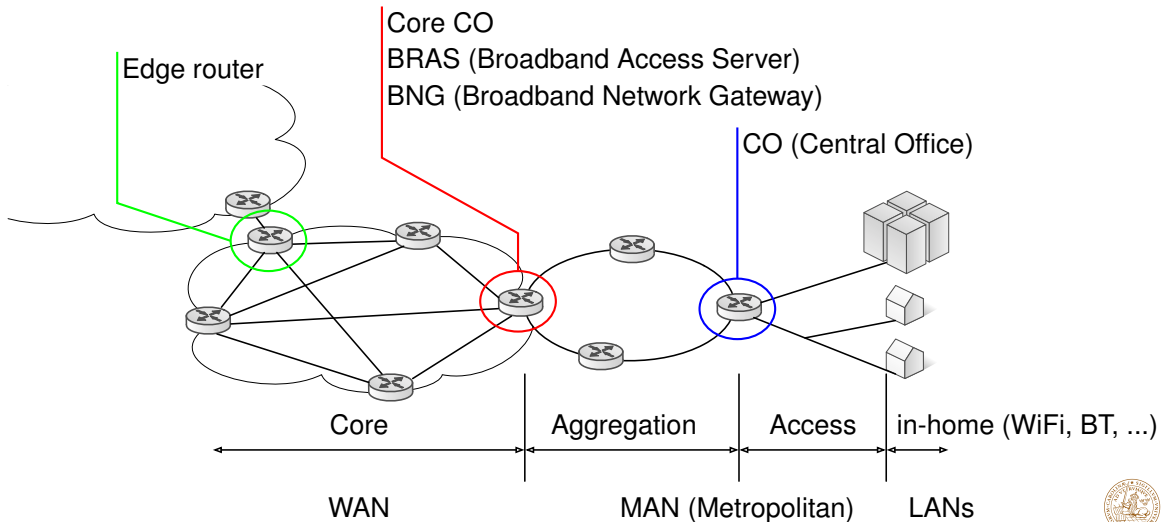 Core CO
BRAS (Broadband Access Server)
BNG (Broadband Network Gateway)
Edge router
CO (Central Office)
Core
Aggregation
Access
in-home (WiFi, BT, ...)
WAN
MAN (Metropolitan)
LANs